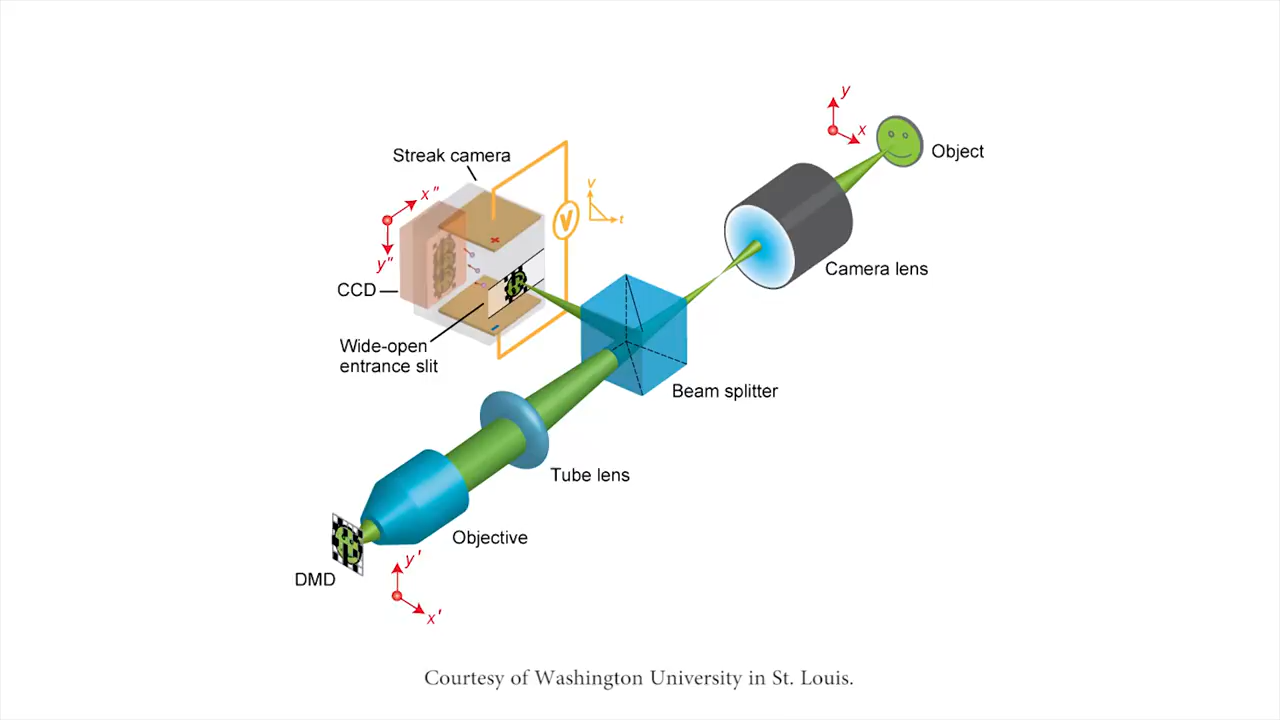 y
x
Object
Streak camera
x"
v
V
t
+
y"
CCD
Camera lens
Wide-open
entrance slit
-
Beam splitter
Tube lens
Objective
y'
DMD
x'
Courtesy of Washington University in St. Louis.